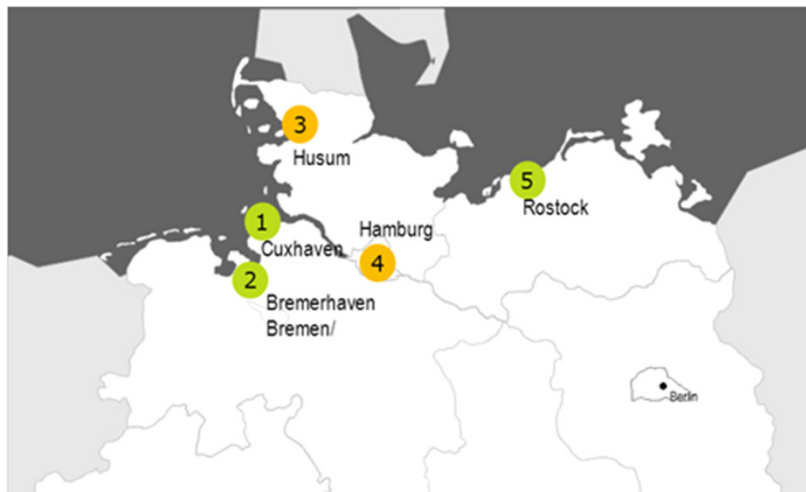 3
Husum
5
Rostock
1
Cuxhaven
Hamburg
4
2
Bremerhaven
Bremen/
Berlin